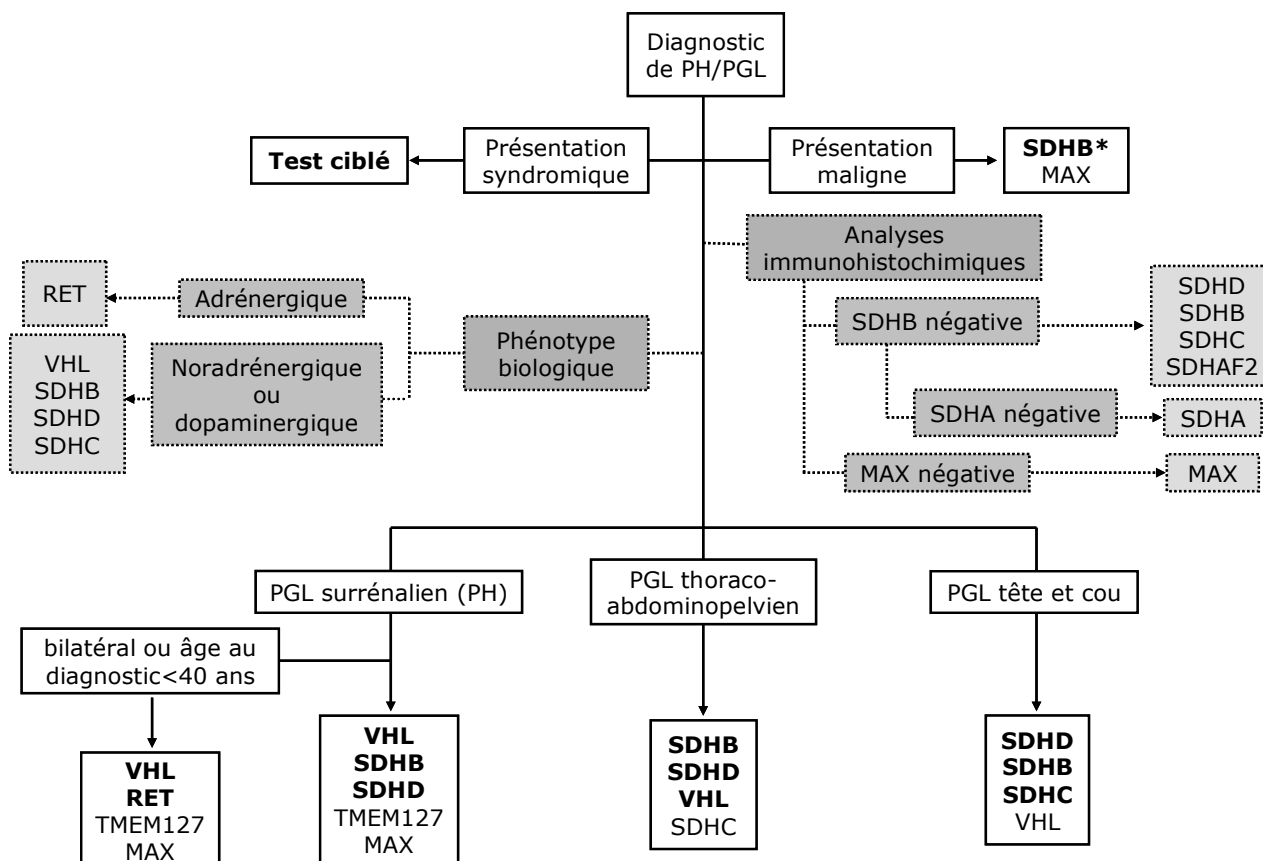 Diagnostic
de PH/PGL
Test ciblé
Présentation
syndromique
Présentation
maligne
SDHB*
MAX
Analyses
immunohistochimiques
RET
Adrénergique
VHL
SDHB
SDHD
SDHC
Noradrénergique
ou
dopaminergique
Phénotype
biologique
SDHB négative
SDHD
SDHB
SDHC
SDHAF2
SDHA négative
SDHA
MAX négative
MAX
PGL surrénalien (PH)
PGL thoraco-
abdominopelvien
PGL tête et cou
bilatéral ou âge au
diagnostic<40 ans
VHL
RET
TMEM127
MAX
VHL
SDHB
SDHD
TMEM127
MAX
SDHB
SDHD
VHL
SDHC
SDHD
SDHB
SDHC
VHL